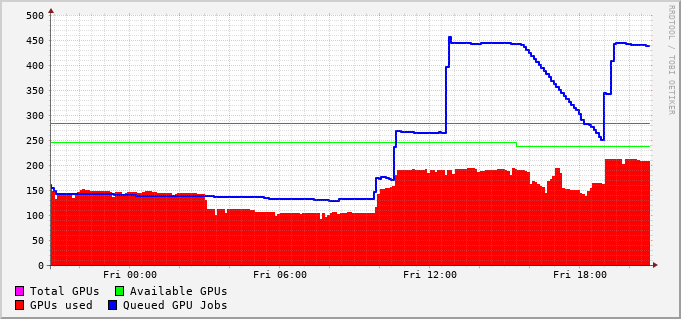 500
450
400
350
300
250
200
150
100
50
0
Fri 00:00 Fri 06:00 Fri 12:00 Fri 18:00
Total GPUs Available GPUs
GPUs used Queued GPU Jobs
RRDTOOL / TOBI OETIKER